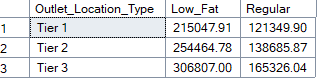 Outlet_Location_Type Low_Fat Regular
1 Tier 1 215047.91 121349.90
2 Tier 2 254464.78 138685.87
3 Tier 3 306807.00 165326.04